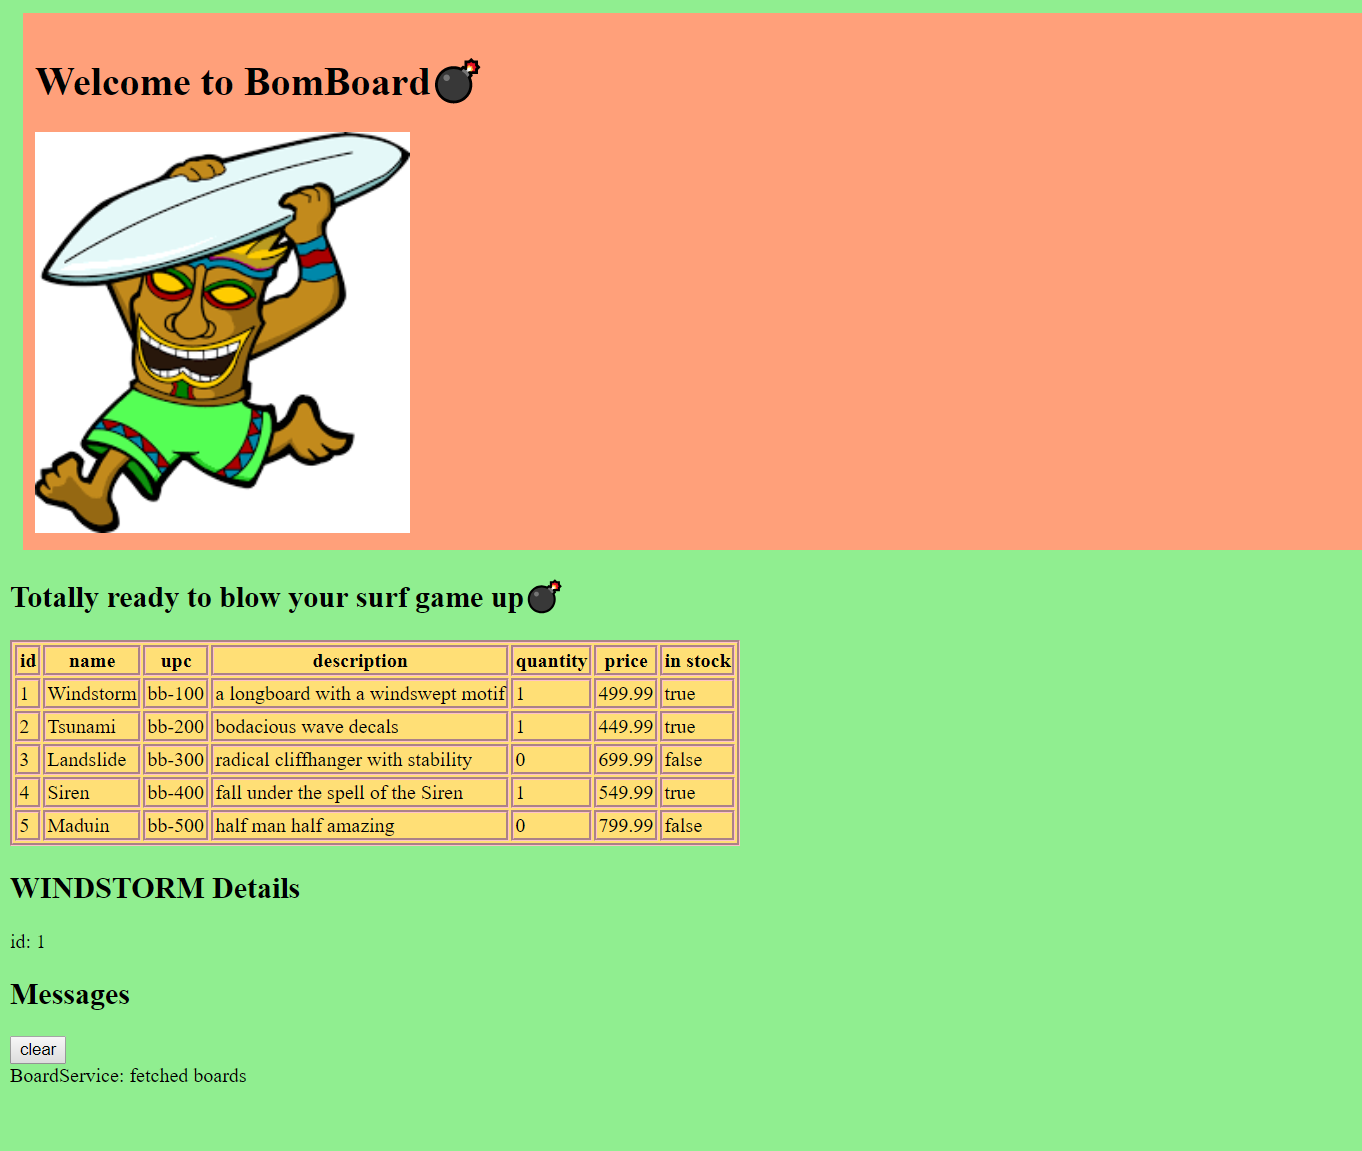 Welcome to BomBoard💣
Totally ready to blow your surf game up💣
id name upc description quantity price in stock
1 Windstorm bb-100 a longboard with a windswept motif 1 499.99 true
2 Tsunami bb-200 bodacious wave decals 1 449.99 true
3 Landslide bb-300 radical cliffhanger with stability 0 699.99 false
4 Siren bb-400 fall under the spell of the Siren 1 549.99 true
5 Maduin bb-500 half man half amazing 0 799.99 false
WINDSTORM Details
id: 1
Messages
clear
BoardService: fetched boards